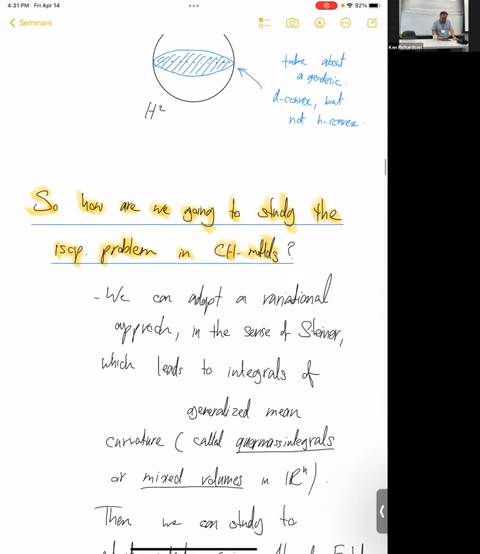 4:31 PM Fri Apr 14
92%
Seminars
Ken Richardson
tube about
a geodesic.
d-convex, but
not h-convex.
H²
So how are we going to study the
isop. problem in CH-mflds?
- We can adopt a variational
approch, in the sense of Steiner,
which leads to integrals of
generalized mean
curvature (called quermassintegrals
or mixed volumes in ℝⁿ).
Then we can study to